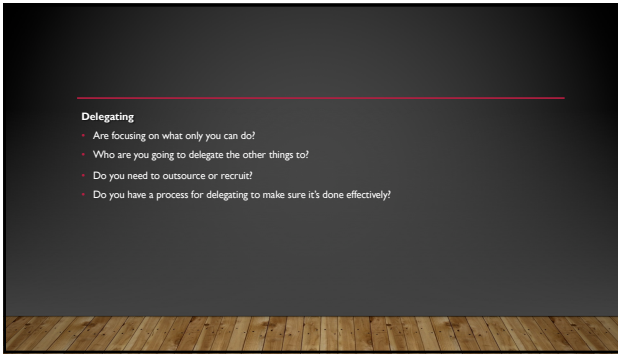 Delegating
• Are focusing on what only you can do?
• Who are you going to delegate the other things to?
• Do you need to outsource or recruit?
• Do you have a process for delegating to make sure it's done effectively?